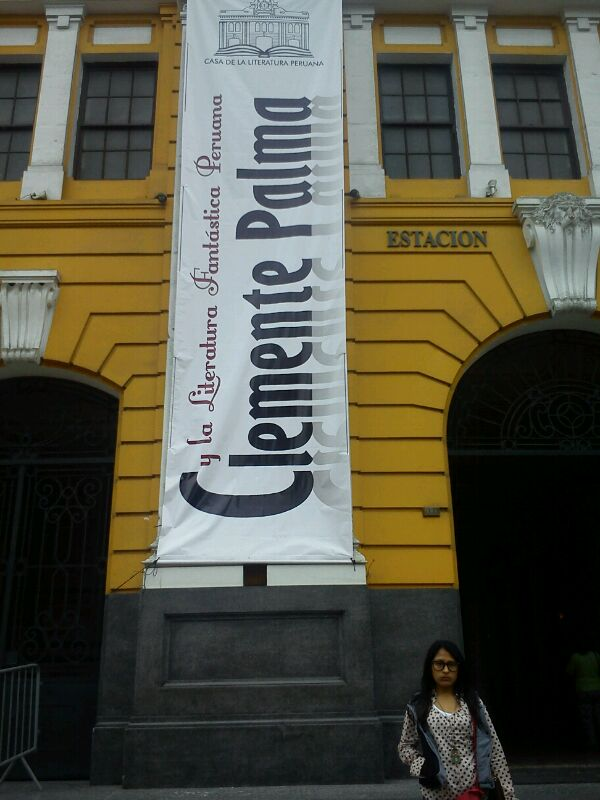 CASA DE LA LITERATURA PERUANA
Clemente Palma
y la Literatura Fantástica Peruana
ESTACION